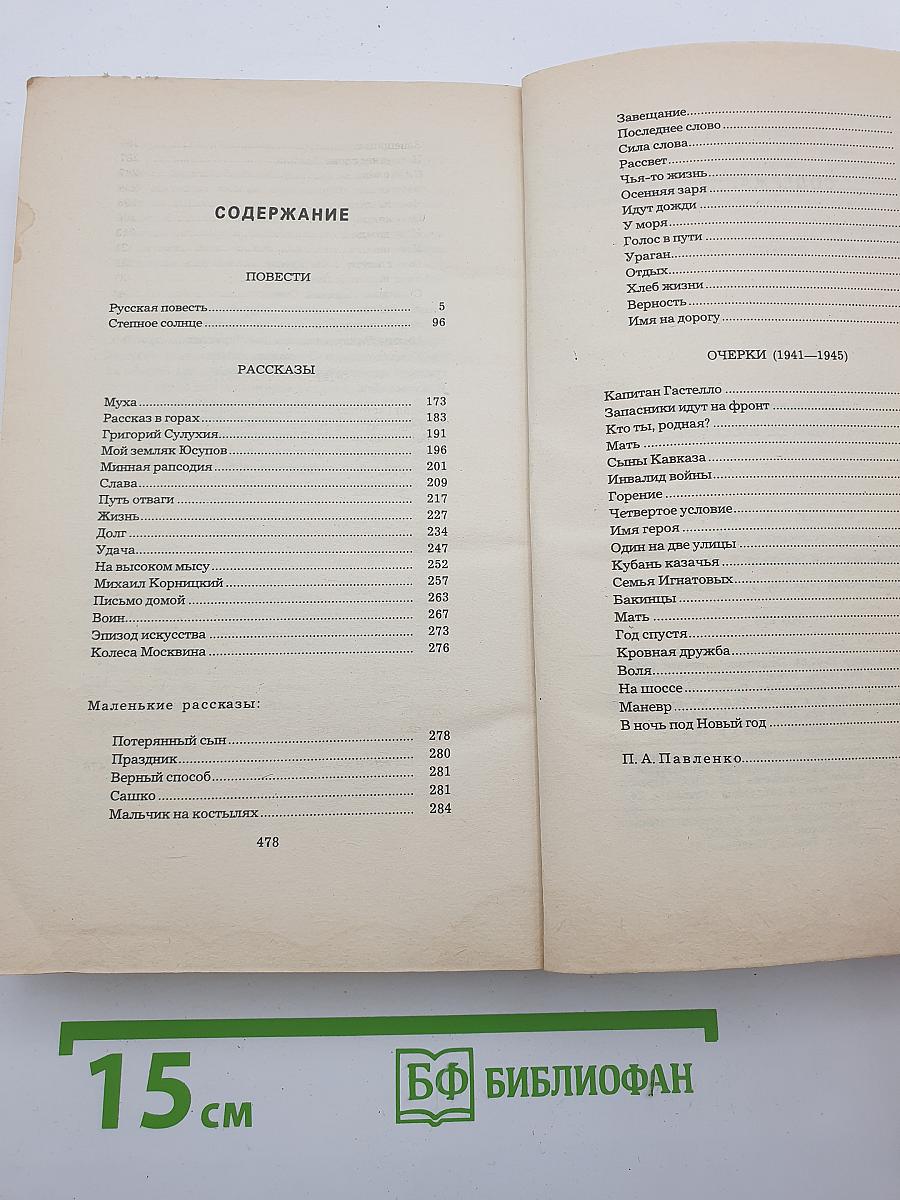 СОДЕРЖАНИЕ
ПОВЕСТИ
Русская повесть 5
Степное солнце 96
РАССКАЗЫ
Муха 173
Рассказ в горах 183
Григорий Сулухия 191
Мой земляк Юсупов 196
Минная рапсодия 201
Слава 209
Путь отваги 217
Жизнь 227
Долг 234
Удача 247
На высоком мысу 252
Михаил Корницкий 257
Письмо домой 263
Воин 267
Эпизод искусства 273
Колеса Москвина 276
Маленькие рассказы:
Потерянный сын 278
Праздник 280
Верный способ 281
Сашко 281
Мальчик на костылях 284
478
Завещание
Последнее слово
Сила слова
Рассвет
Чья-то жизнь
Осенняя заря
Идут дожди
У моря
Голос в пути
Ураган
Отдых
Хлеб жизни
Верность
Имя на дорогу
ОЧЕРКИ (1941—1945)
Капитан Гастелло
Запасники идут на фронт
Кто ты, родная?
Мать
Сыны Кавказа
Инвалид войны
Горение
Четвертое условие
Имя героя
Один на две улицы
Кубань казачья
Семья Игнатовых
Бакинцы
Мать
Год спустя
Кровная дружба
Воля
На шоссе
Маневр
В ночь под Новый год
П. А. Павленко
15 см
БФ БИБЛИОФАН